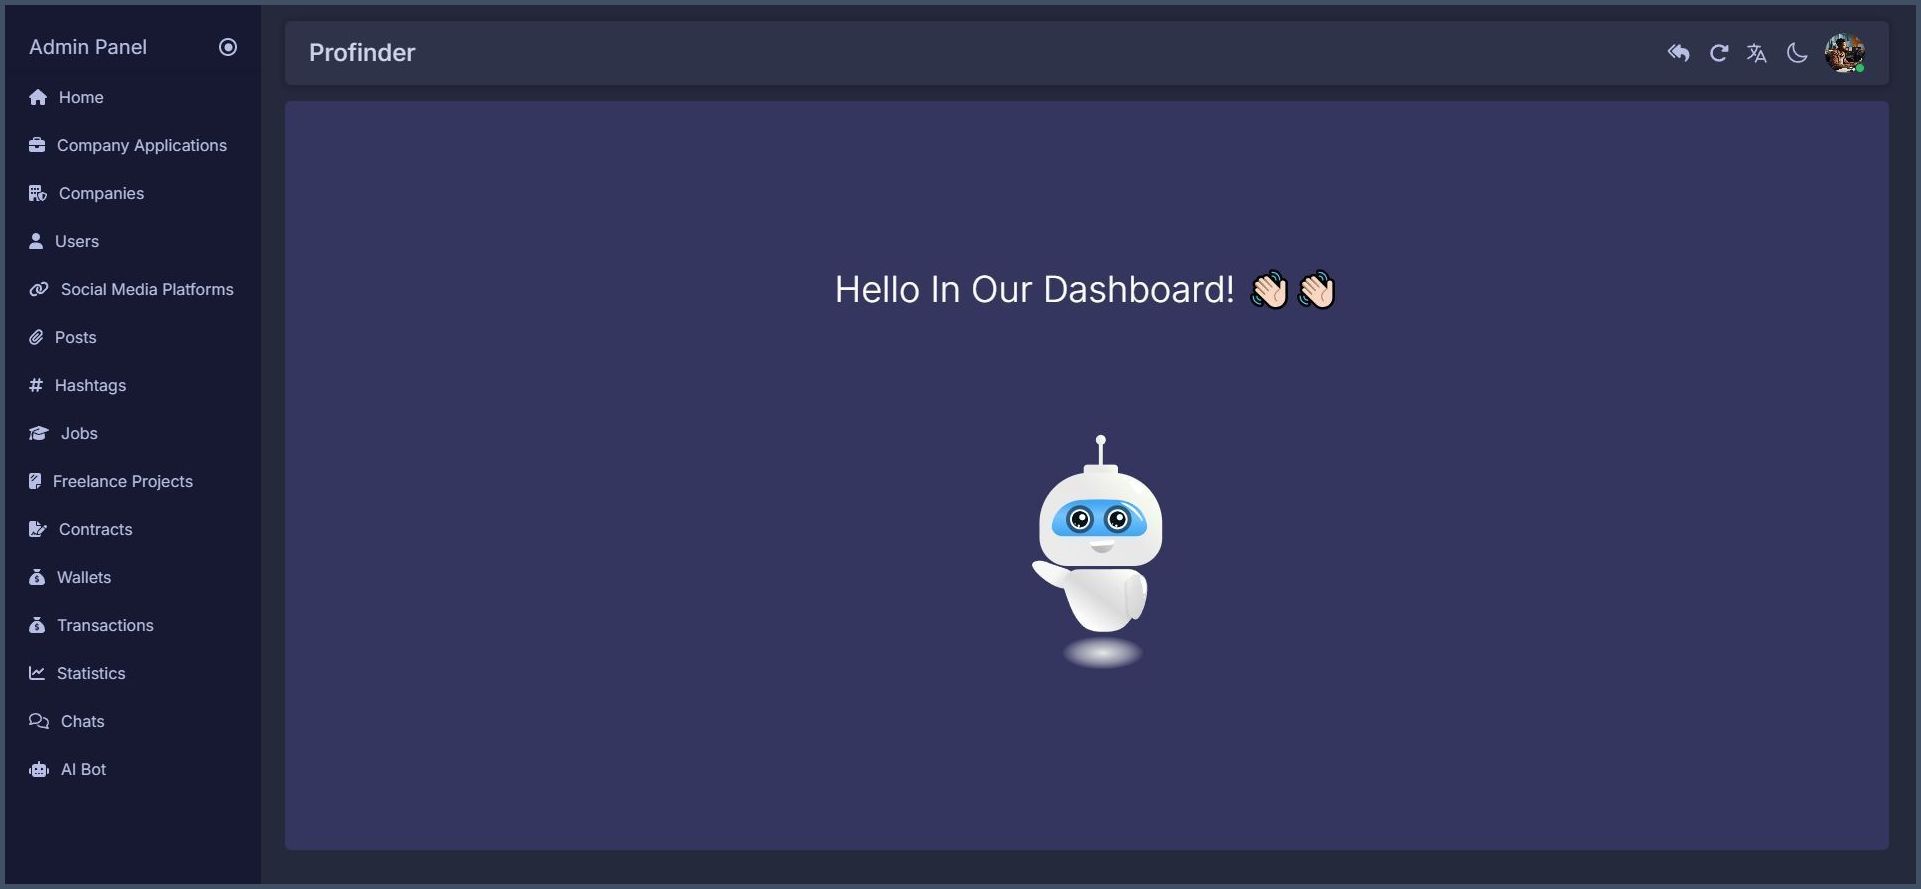 Admin Panel
Home
Company Applications
Companies
Users
Social Media Platforms
Posts
Hashtags
Jobs
Freelance Projects
Contracts
Wallets
Transactions
Statistics
Chats
AI Bot
Profinder
Hello In Our Dashboard! 👋🏻👋🏻